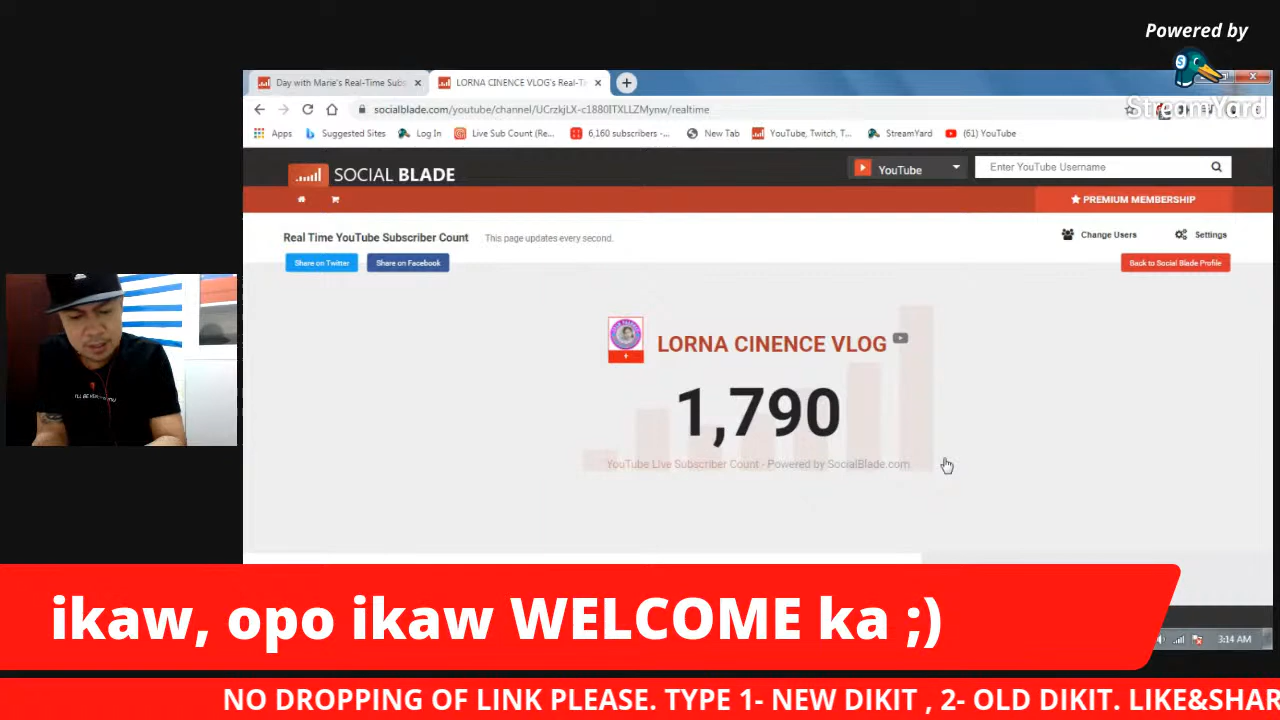 Powered by
StreamYard
Day with Marie's Real-Time Subs
LORNA CINENCE VLOG's Real-Ti
socialblade.com/youtube/channel/UCrzkjLX-c1880lTXLLZMynw/realtime
Apps
Suggested Sites
Log In
Live Sub Count (Re...
6,160 subscribers -...
New Tab
YouTube, Twitch, T...
StreamYard
(61) YouTube
SOCIAL BLADE
YouTube
Enter YouTube Username
PREMIUM MEMBERSHIP
Real Time YouTube Subscriber Count
This page updates every second.
Change Users
Settings
Share on Twitter
Share on Facebook
Back to Social Blade Profile
LORNA CINENCE VLOG
1,790
YouTube Live Subscriber Count - Powered by SocialBlade.com
ikaw, opo ikaw WELCOME ka ;)
3:14 AM
NO DROPPING OF LINK PLEASE. TYPE 1- NEW DIKIT , 2- OLD DIKIT. LIKE&SHAR